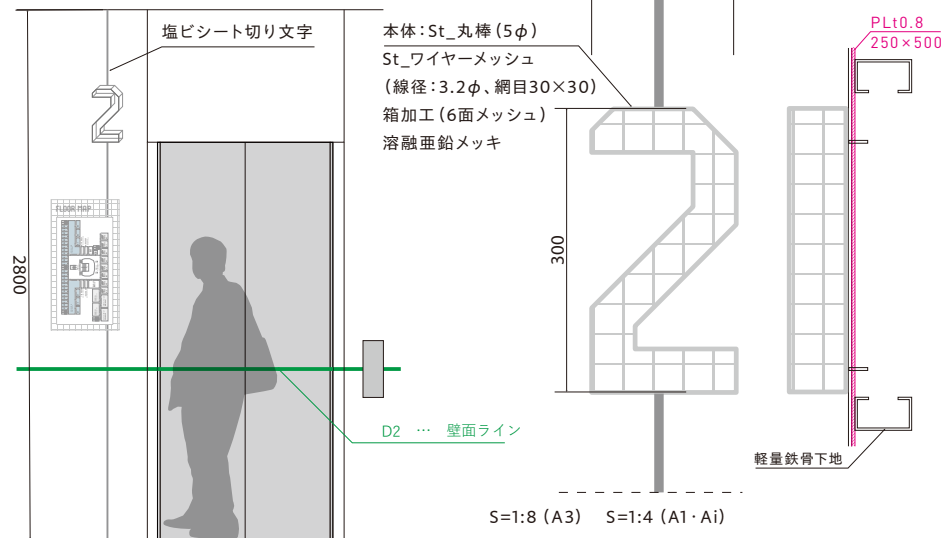 塩ビシート切り文字
2
FLOOR MAP
2800
D2 … 壁面ライン
本体：St_丸棒（5φ）
St_ワイヤーメッシュ
（線径：3.2φ、網目30×30）
箱加工（6面メッシュ）
溶融亜鉛メッキ
300
2
PLt0.8
250×500
軽量鉄骨下地
S=1:8 (A3) S=1:4 (A1・Ai)